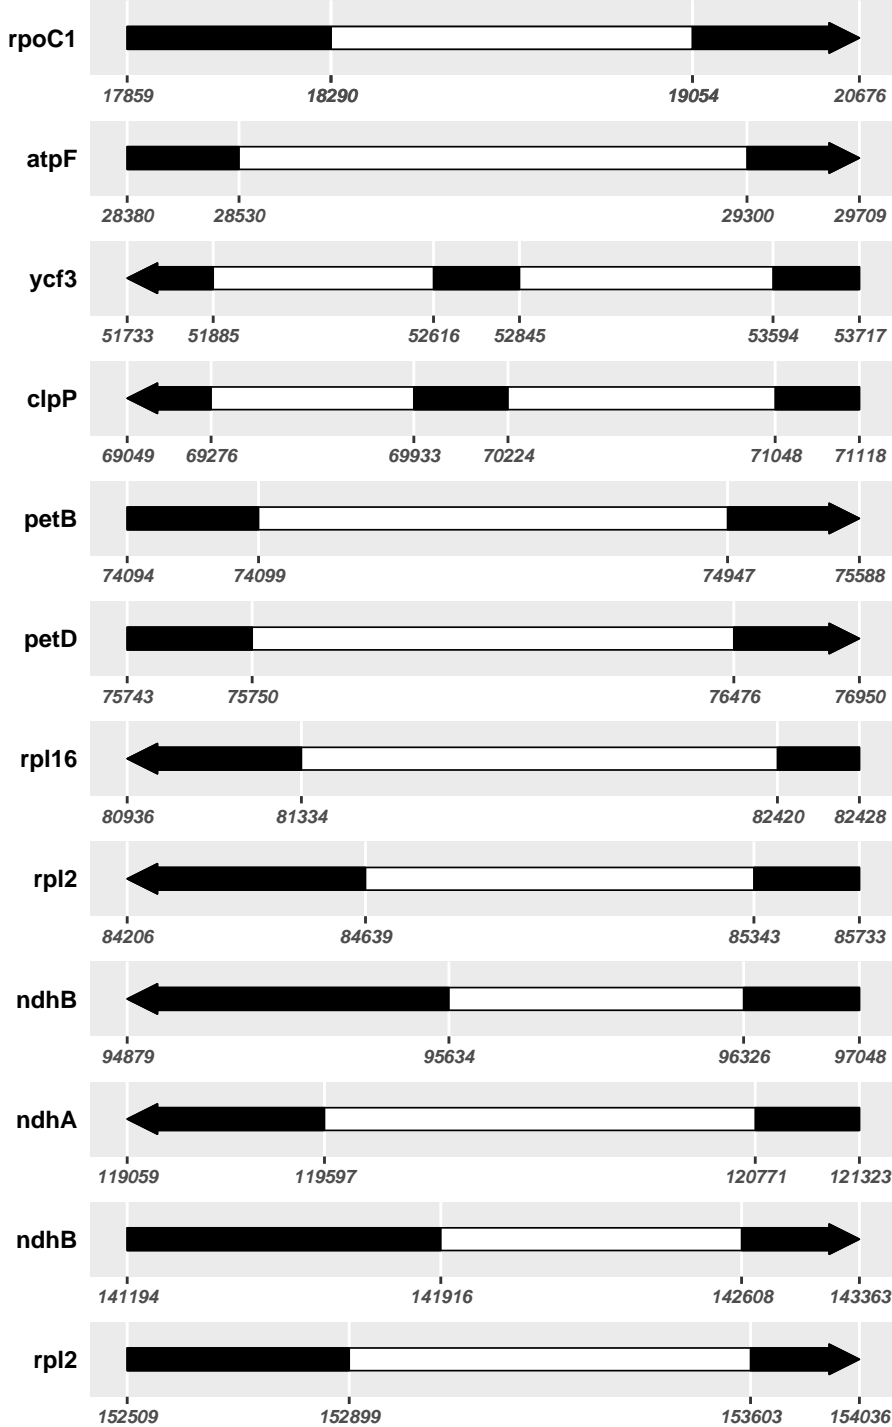 rpoC1
17859 18290 19054 20676
atpF
28380 28530 29300 29709
ycf3
51733 51885 52616 52845 53594 53717
clpP
69049 69276 69933 70224 71048 71118
petB
74094 74099 74947 75588
petD
75743 75750 76476 76950
rpl16
80936 81334 82420 82428
rpl2
84206 84639 85343 85733
ndhB
94879 95634 96326 97048
ndhA
119059 119597 120771 121323
ndhB
141194 141916 142608 143363
rpl2
152509 152899 153603 154036